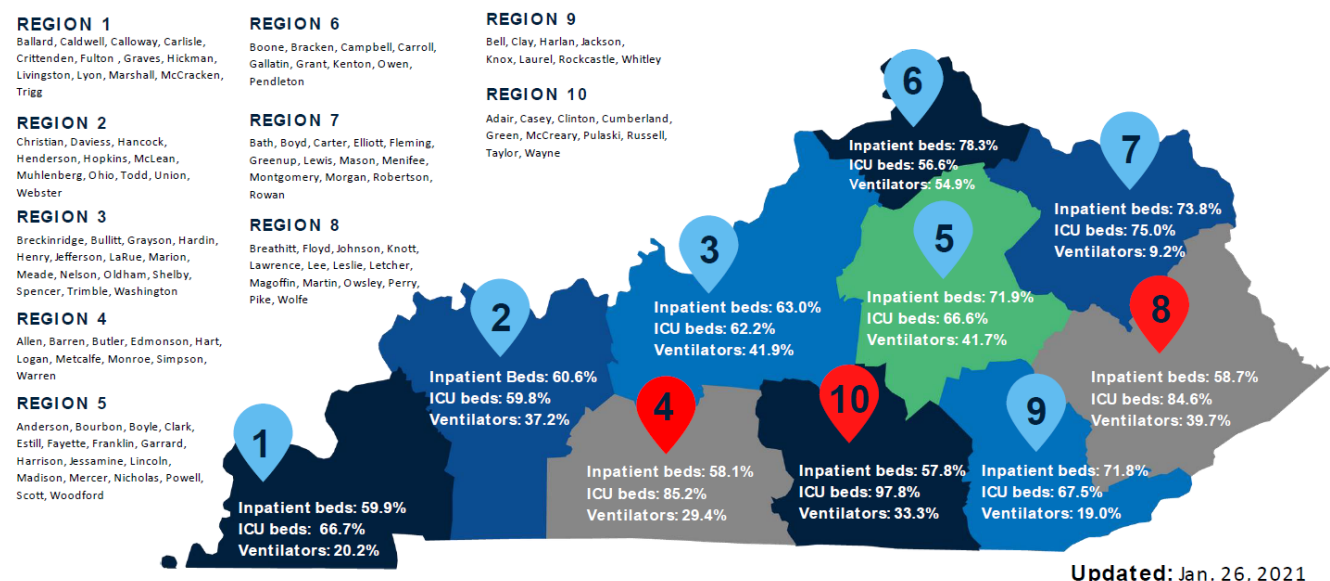 REGION 1
Ballard, Caldwell, Calloway, Carlisle,
Crittenden, Fulton , Graves, Hickman,
Livingston, Lyon, Marshall, McCracken,
Trigg
REGION 2
Christian, Daviess, Hancock,
Henderson, Hopkins, McLean,
Muhlenberg, Ohio, Todd, Union,
Webster
REGION 3
Breckinridge, Bullitt, Grayson, Hardin,
Henry, Jefferson, LaRue, Marion,
Meade, Nelson, Oldham, Shelby,
Spencer, Trimble, Washington
REGION 4
Allen, Barren, Butler, Edmonson, Hart,
Logan, Metcalfe, Monroe, Simpson,
Warren
REGION 5
Anderson, Bourbon, Boyle, Clark,
Estill, Fayette, Franklin, Garrard,
Harrison, Jessamine, Lincoln,
Madison, Mercer, Nicholas, Powell,
Scott, Woodford
REGION 6
Boone, Bracken, Campbell, Carroll,
Gallatin, Grant, Kenton, Owen,
Pendleton
REGION 7
Bath, Boyd, Carter, Elliott, Fleming,
Greenup, Lewis, Mason, Menifee,
Montgomery, Morgan, Robertson,
Rowan
REGION 8
Breathitt, Floyd, Johnson, Knott,
Lawrence, Lee, Leslie, Letcher,
Magoffin, Martin, Owsley, Perry,
Pike, Wolfe
REGION 9
Bell, Clay, Harlan, Jackson,
Knox, Laurel, Rockcastle, Whitley
REGION 10
Adair, Casey, Clinton, Cumberland,
Green, McCreary, Pulaski, Russell,
Taylor, Wayne
6
Inpatient beds: 78.3%
ICU beds: 56.6%
Ventilators: 54.9%
7
Inpatient beds: 73.8%
ICU beds: 75.0%
Ventilators: 9.2%
3
Inpatient beds: 63.0%
ICU beds: 62.2%
Ventilators: 41.9%
5
Inpatient beds: 71.9%
ICU beds: 66.6%
Ventilators: 41.7%
2
Inpatient Beds: 60.6%
ICU beds: 59.8%
Ventilators: 37.2%
8
Inpatient beds: 58.7%
ICU beds: 84.6%
Ventilators: 39.7%
1
Inpatient beds: 59.9%
ICU beds: 66.7%
Ventilators: 20.2%
4
Inpatient beds: 58.1%
ICU beds: 85.2%
Ventilators: 29.4%
10
Inpatient beds: 57.8%
ICU beds: 97.8%
Ventilators: 33.3%
9
Inpatient beds: 71.8%
ICU beds: 67.5%
Ventilators: 19.0%
Updated: Jan. 26, 2021